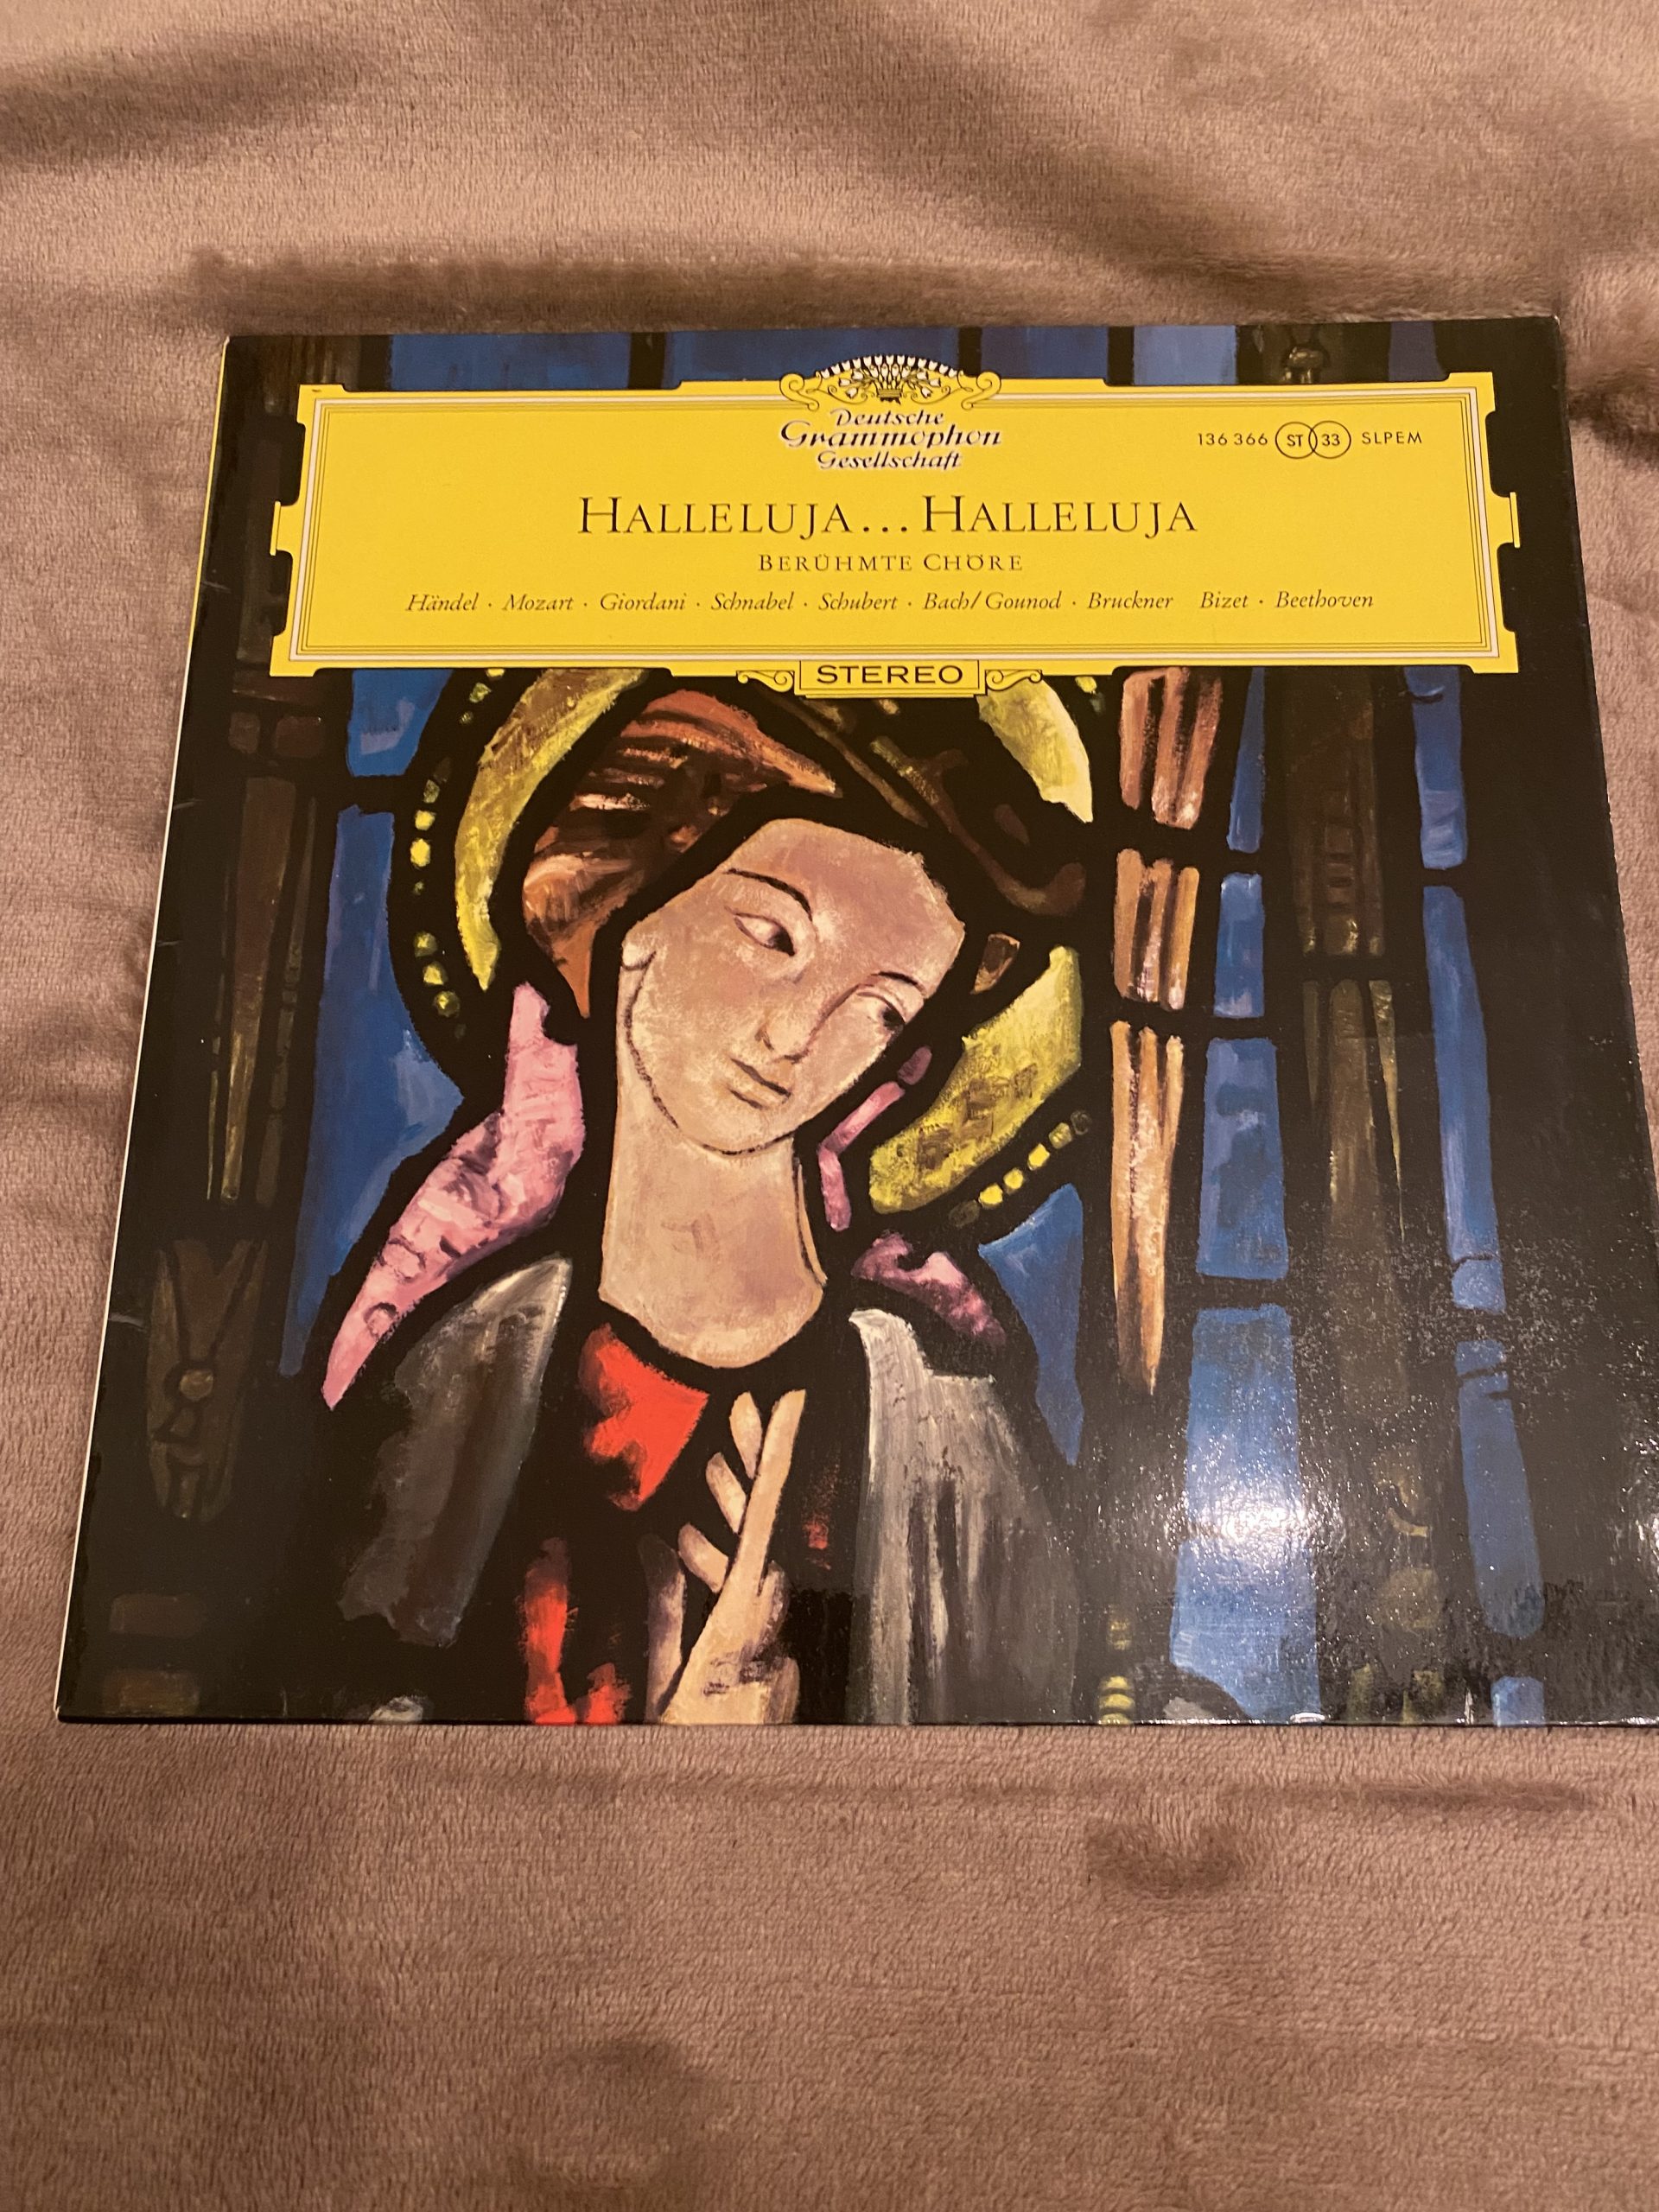 Deutsche
Grammophon
Gesellschaft
136 366 ST 33 SLPEM
HALLELUJA... HALLELUJA
BERÜHMTE CHÖRE
Händel · Mozart · Giordani · Schnabel · Schubert · Bach/Gounod · Bruckner Bizet · Beethoven
STEREO